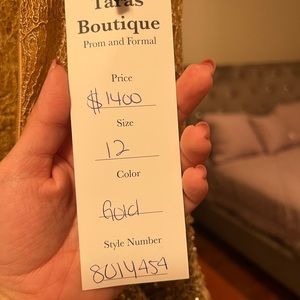 Taras
Boutique
Prom and Formal
Price
$1400
Size
12
Color
Gold
Style Number
8014454